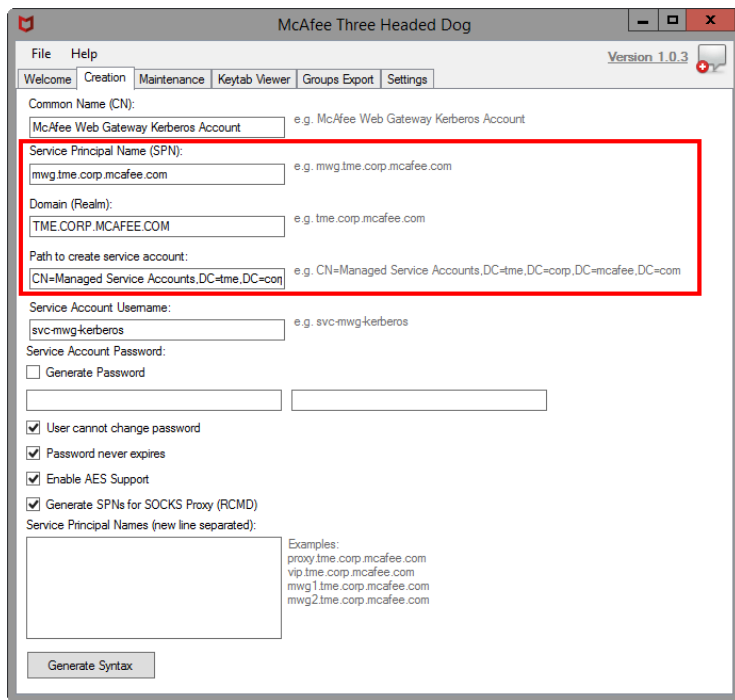 McAfee Three Headed Dog
File Help
Version 1.0.3
Welcome Creation Maintenance Keytab Viewer Groups Export Settings
Common Name (CN):
McAfee Web Gateway Kerberos Account e.g. McAfee Web Gateway Kerberos Account
Service Principal Name (SPN):
mwg.tme.corp.mcafee.com e.g. mwg.tme.corp.mcafee.com
Domain (Realm):
TME.CORP.MCAFEE.COM e.g. tme.corp.mcafee.com
Path to create service account:
CN=Managed Service Accounts,DC=tme,DC=corp e.g. CN=Managed Service Accounts,DC=tme,DC=corp,DC=mcafee,DC=com
Service Account Username:
svc-mwg-kerberos e.g. svc-mwg-kerberos
Service Account Password:
Generate Password
User cannot change password
Password never expires
Enable AES Support
Generate SPNs for SOCKS Proxy (RCMD)
Service Principal Names (new line separated):
Examples:
proxy.tme.corp.mcafee.com
vip.tme.corp.mcafee.com
mwg1.tme.corp.mcafee.com
mwg2.tme.corp.mcafee.com
Generate Syntax